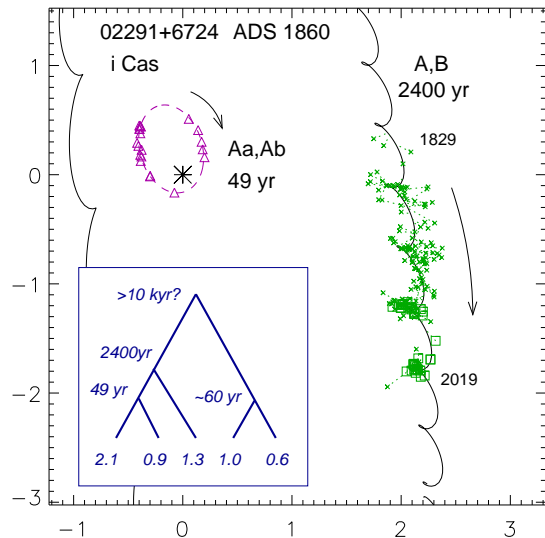 02291+6724 ADS 1860
i Cas
A,B
2400 yr
1829
Aa,Ab
49 yr
>10 kyr?
2400yr
49 yr
~60 yr
2.1 0.9 1.3 1.0 0.6
2019
1
0
−1
−2
−3
−1 0 1 2 3